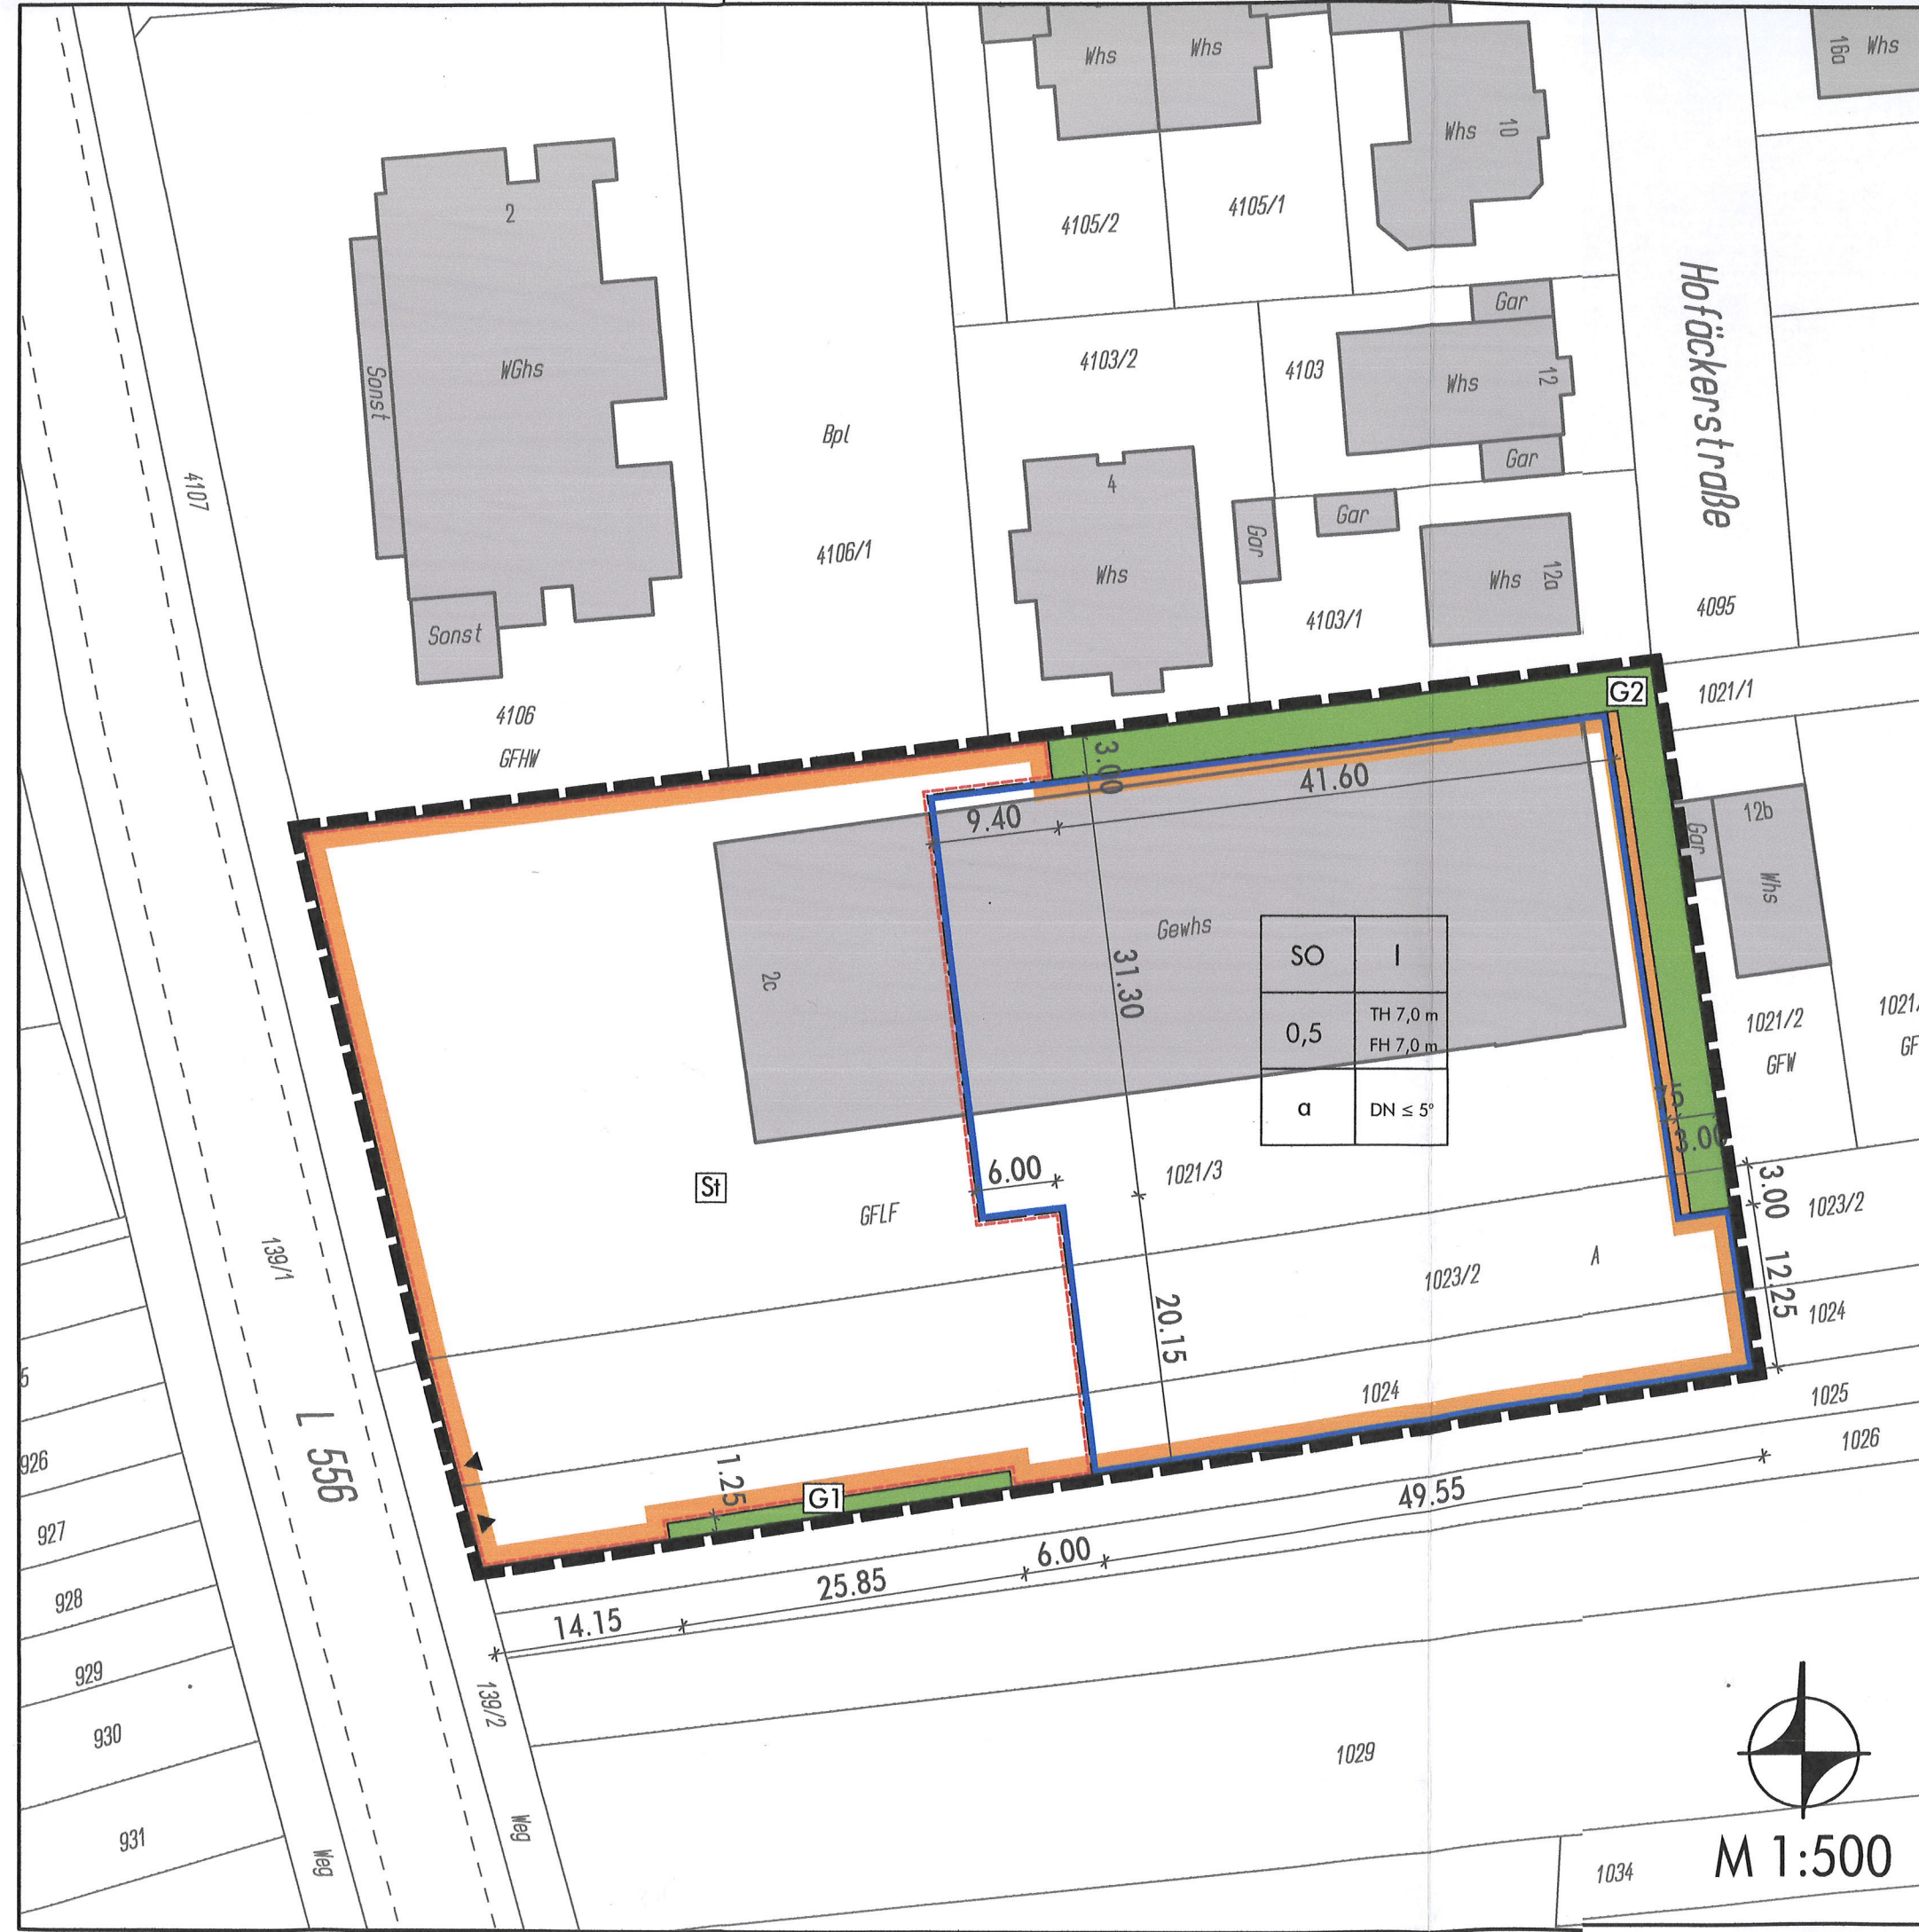 Whs
Whs
16a
Whs
Whs
10
2
4105/2
4105/1
Hofäckerstraße
Gar
Sonst
WGhs
4103/2
4103
Whs
12
Bpl
Gar
4107
4
4106/1
Gar
Gar
Whs
Whs
12a
Sonst
4103/1
4095
4106
GFHW
G2
1021/1
3.00
41.60
9.40
12b
Gar
Whs
Gewhs
2c
31.30
SO
I
0,5
TH 7,0 m
FH 7,0 m
a
DN ≤ 5°
1021/2
GFW
3.00
St
6.00
1021/3
GFLF
3.00
1023/2
139/1
A
1023/2
12.25
1024
20.15
1024
1025
1026
L 556
926
927
928
929
930
931
1.25
G1
49.55
6.00
25.85
14.15
139/2
Weg
Weg
1029
1034
M 1:500